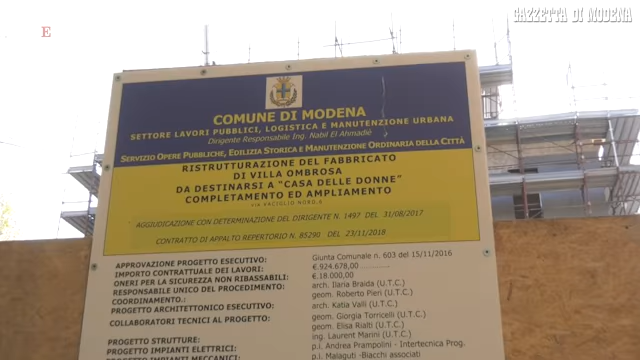 E
GAZZETTA DI MODENA
COMUNE DI MODENA
SETTORE LAVORI PUBBLICI, LOGISTICA E MANUTENZIONE URBANA
Dirigente Responsabile Ing. Nabil El Ahmadiè
SERVIZIO OPERE PUBBLICHE, EDILIZIA STORICA E MANUTENZIONE ORDINARIA DELLA CITTÀ
RISTRUTTURAZIONE DEL FABBRICATO
DI VILLA OMBROSA
DA DESTINARSI A "CASA DELLE DONNE"
COMPLETAMENTO ED AMPLIAMENTO
VIA VACIGLIO NORD 6
AGGIUDICAZIONE CON DETERMINAZIONE DEL DIRIGENTE N. 1497 DEL 31/08/2017
CONTRATTO DI APPALTO REPERTORIO N. 85290 DEL 23/11/2018
APPROVAZIONE PROGETTO ESECUTIVO: Giunta Comunale n. 603 del 15/11/2016
IMPORTO CONTRATTUALE DEI LAVORI: €.924.678,00
ONERI PER LA SICUREZZA NON RIBASSABILI: €.18.000,00
RESPONSABILE UNICO DEL PROCEDIMENTO: arch. Ilaria Braida (U.T.C.)
COORDINAMENTO.: geom. Roberto Pieri (U.T.C.)
PROGETTO ARCHITETTONICO ESECUTIVO: arch. Katia Valli (U.T.C.)
COLLABORATORI TECNICI AL PROGETTO: geom. Giorgia Torricelli (U.T.C.)
geom. Elisa Rialti (U.T.C.)
PROGETTO STRUTTURE: ing. Laurent Marini (U.T.C.)
PROGETTO IMPIANTI ELETTRICI: p.i. Andrea Prampolini - Intertecnica Prog.
PROGETTO IMPIANTI MECCANICI: p.i. Malaguti -Biacchi associati